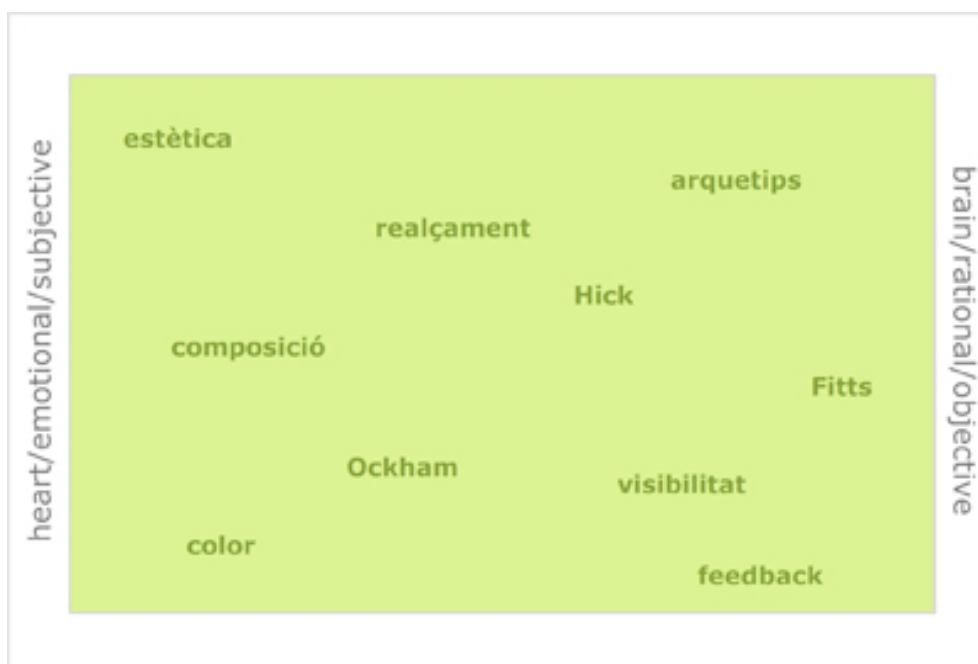 heart/emotional/subjective
estètica
arquetips
realçament
Hick
composició
Fitts
Ockham
visibilitat
color
feedback
brain/rational/objective